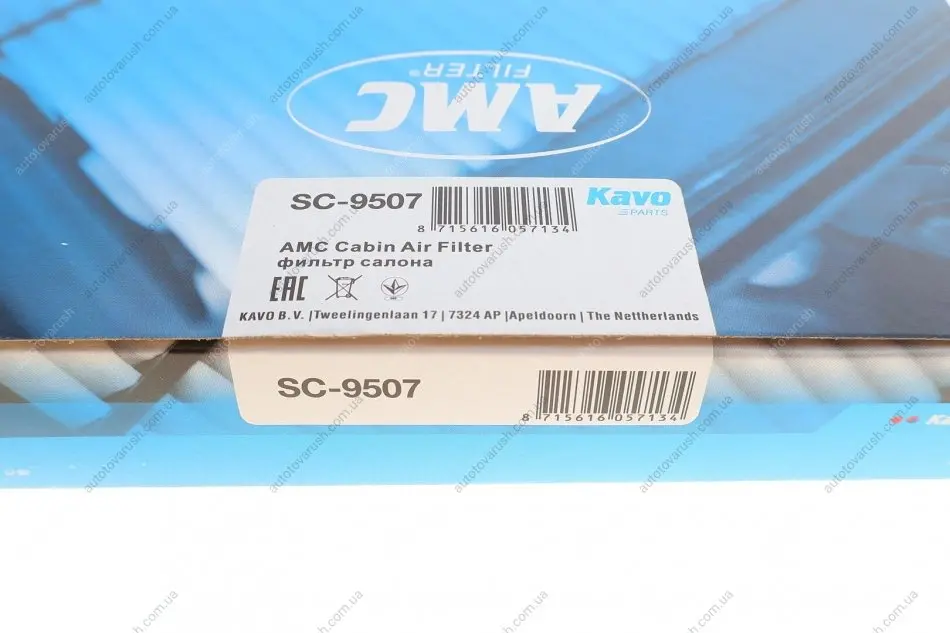 AMC
FILTER®
SC-9507
8 715616 057134
Kavo
PARTS
AMC Cabin Air Filter
фильтр салона
EAC
KAVO B.V. |Tweelingenlaan 17 | 7324 AP |Apeldoorn | The Netherlands
SC-9507
8 715616 057134
autotovarush.com.ua